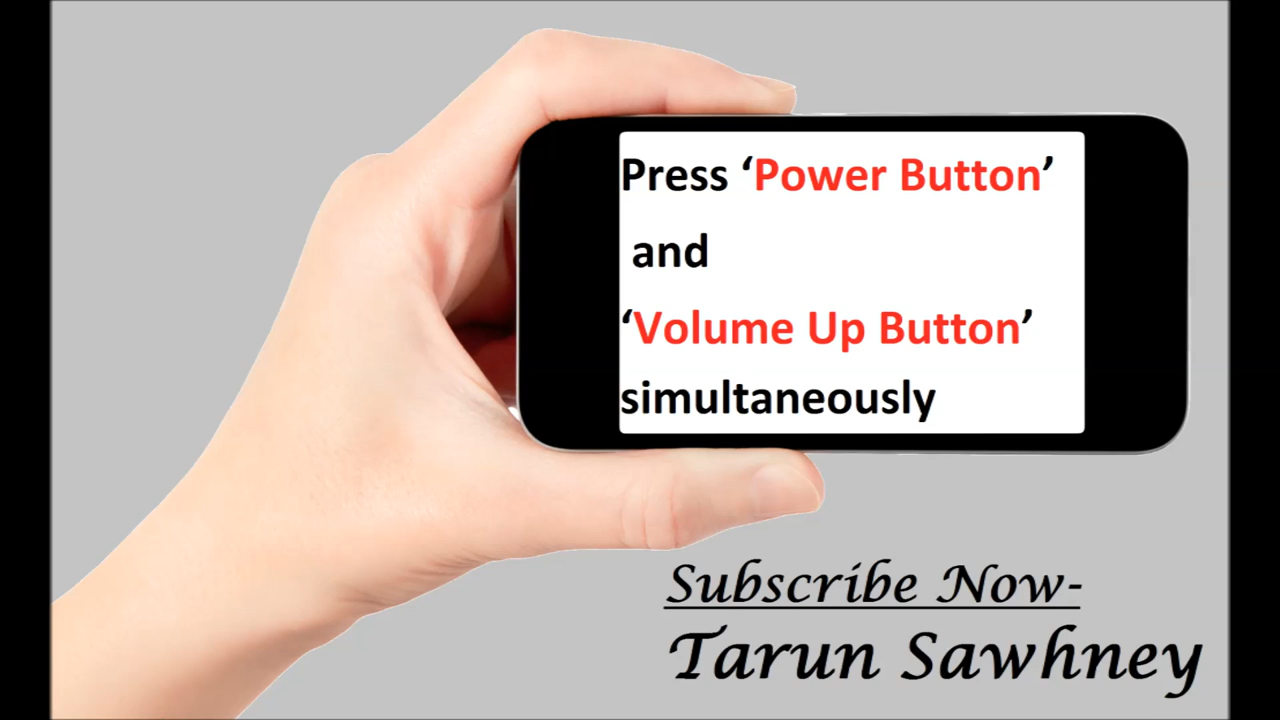 Press ‘Power Button’
and
‘Volume Up Button’
simultaneously
Subscribe Now-
Tarun Sawhney